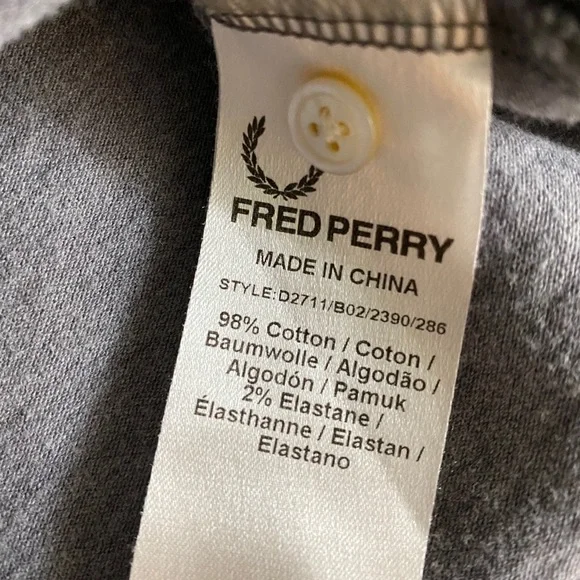 FRED PERRY
MADE IN CHINA
STYLE:D2711/B02/2390/286
98% Cotton / Coton /
Baumwolle / Algodão /
Algodón / Pamuk
2% Elastane /
Élasthanne / Elastan /
Elastano